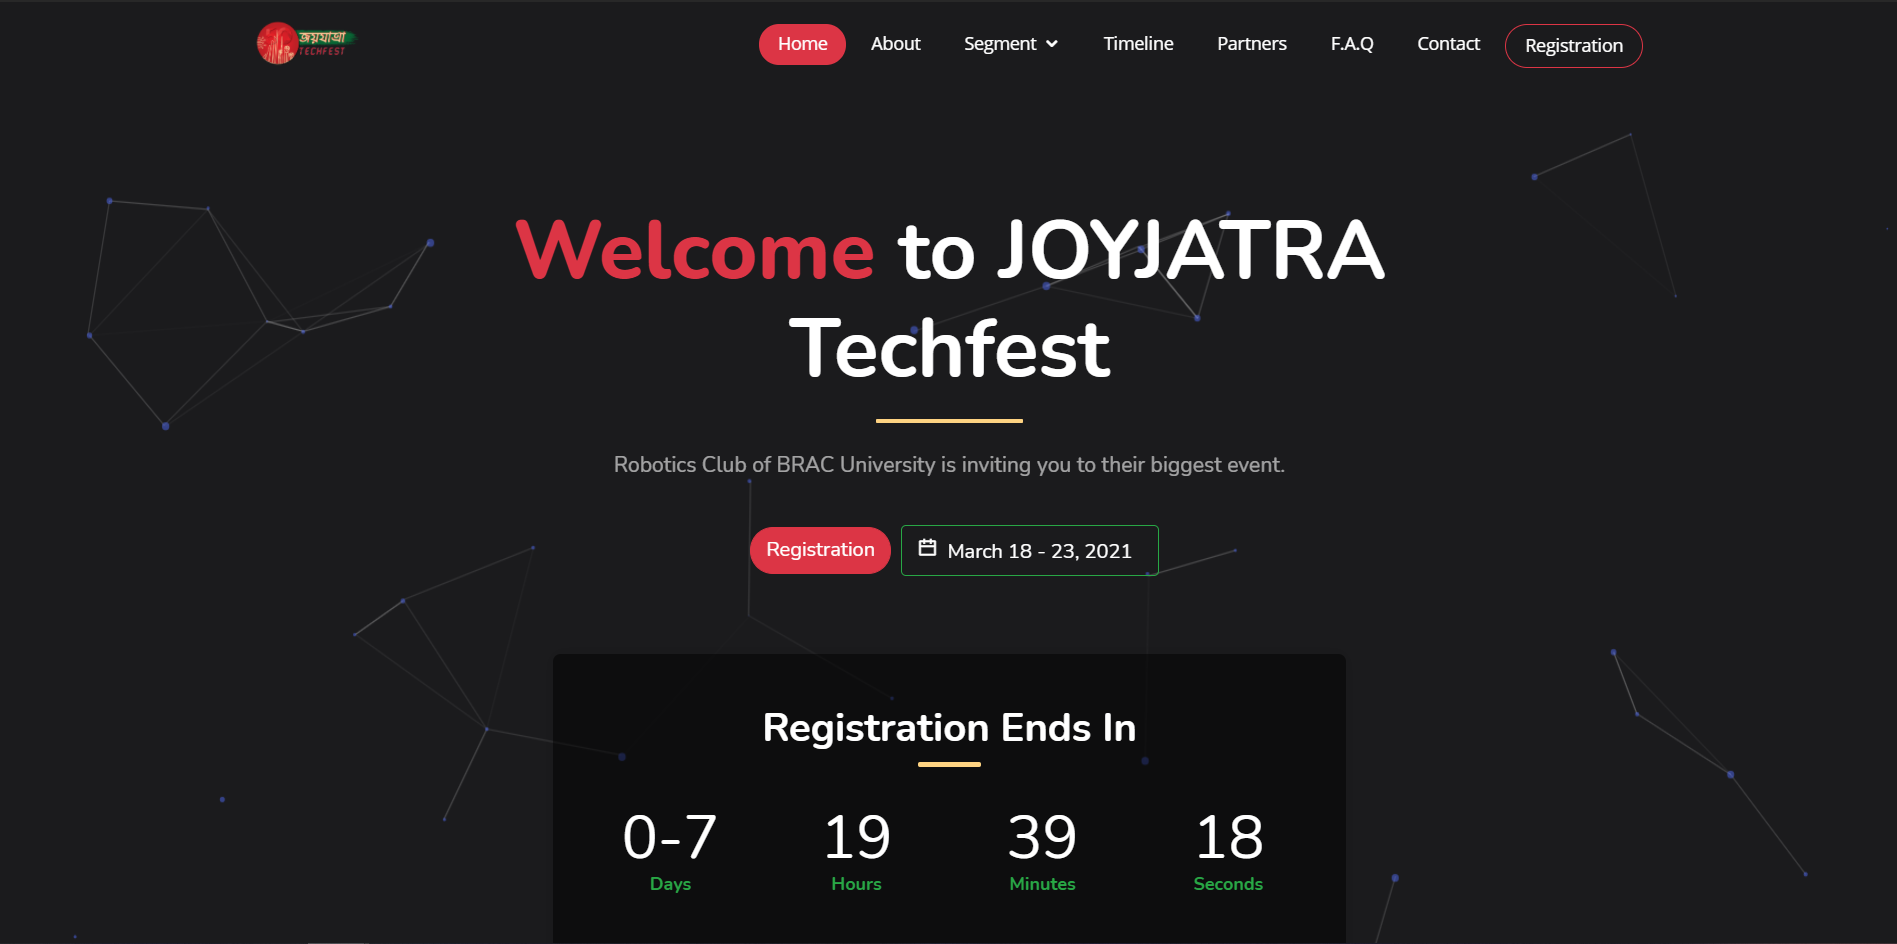 জয়যাত্রা
TECHFEST
Home About Segment Timeline Partners F.A.Q Contact Registration
Welcome to JOYJATRA
Techfest
Robotics Club of BRAC University is inviting you to their biggest event.
Registration March 18 - 23, 2021
Registration Ends In
0-7 19 39 18
Days Hours Minutes Seconds